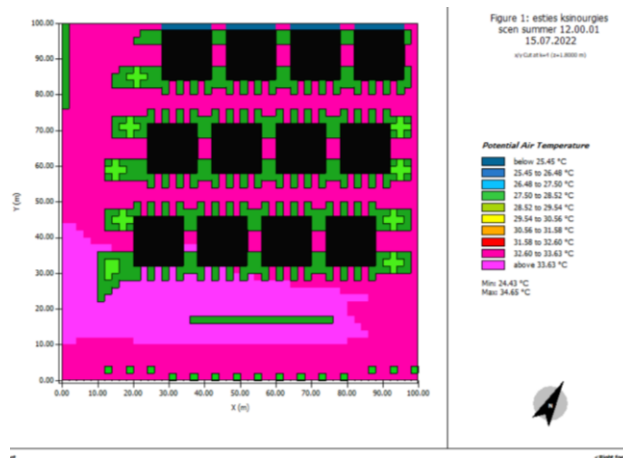 Figure 1: esties ksinourgies
scen summer 12.00.01
15.07.2022
x/y Cut at k=4 (z=1.8000 m)
Potential Air Temperature
below 25.45 °C
25.45 to 26.48 °C
26.48 to 27.50 °C
27.50 to 28.52 °C
28.52 to 29.54 °C
29.54 to 30.56 °C
30.56 to 31.58 °C
31.58 to 32.60 °C
32.60 to 33.63 °C
above 33.63 °C
Min: 24.43 °C
Max: 34.65 °C
N
100.00
90.00
80.00
70.00
60.00
50.00
40.00
30.00
20.00
10.00
0.00
Y (m)
0.00 10.00 20.00 30.00 40.00 50.00 60.00 70.00 80.00 90.00 100.00
X (m)